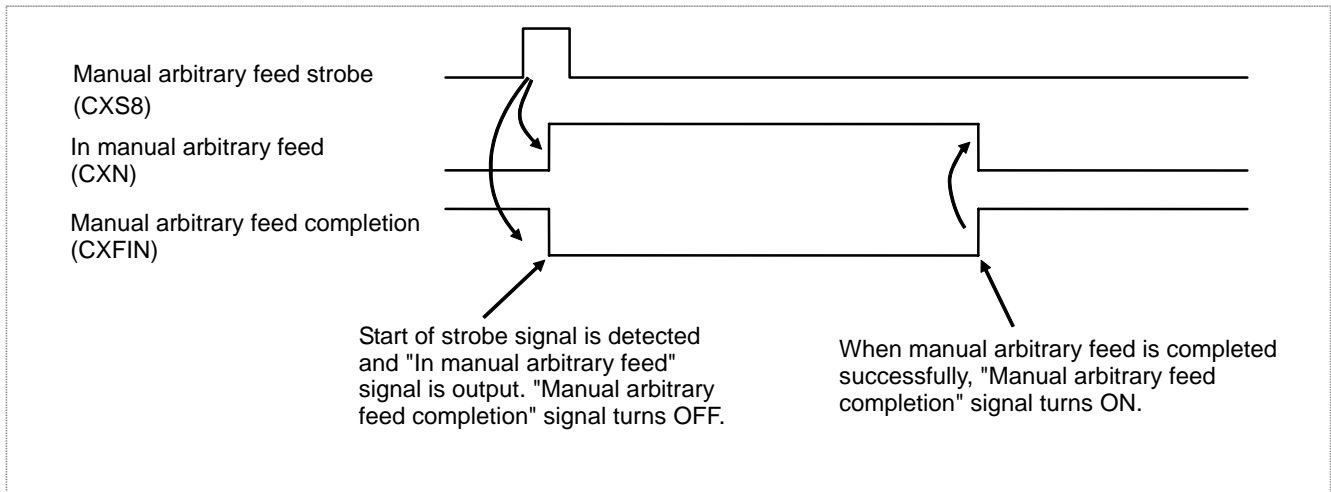 Manual arbitrary feed strobe
(CXS8)
In manual arbitrary feed
(CXN)
Manual arbitrary feed completion
(CXFIN)
Start of strobe signal is detected
and "In manual arbitrary feed"
signal is output. "Manual arbitrary
feed completion" signal turns OFF.
When manual arbitrary feed is completed
successfully, "Manual arbitrary feed
completion" signal turns ON.